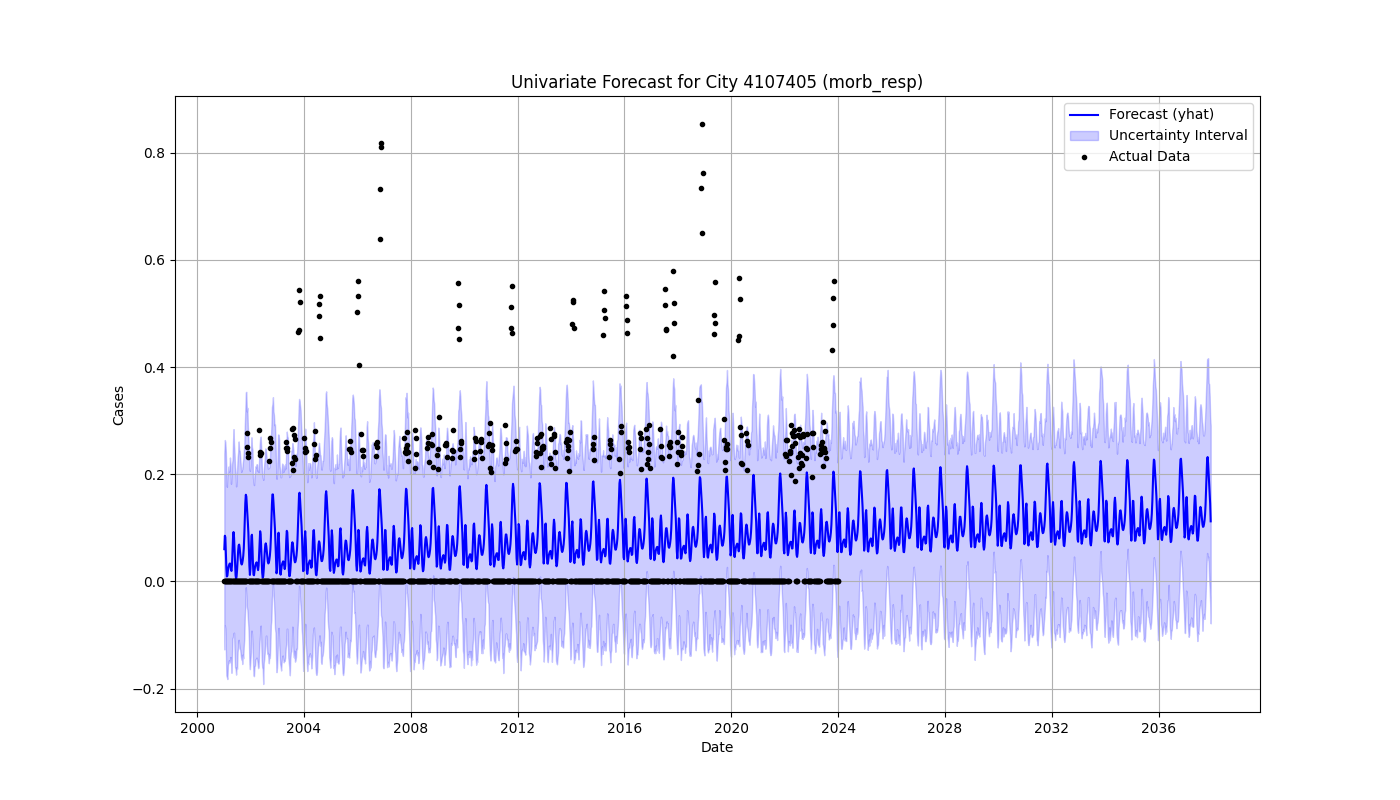 Univariate Forecast for City 4107405 (morb_resp)
Forecast (yhat)
Uncertainty Interval
Actual Data
Cases
0.8
0.6
0.4
0.2
0.0
−0.2
2000 2004 2008 2012 2016 2020 2024 2028 2032 2036
Date